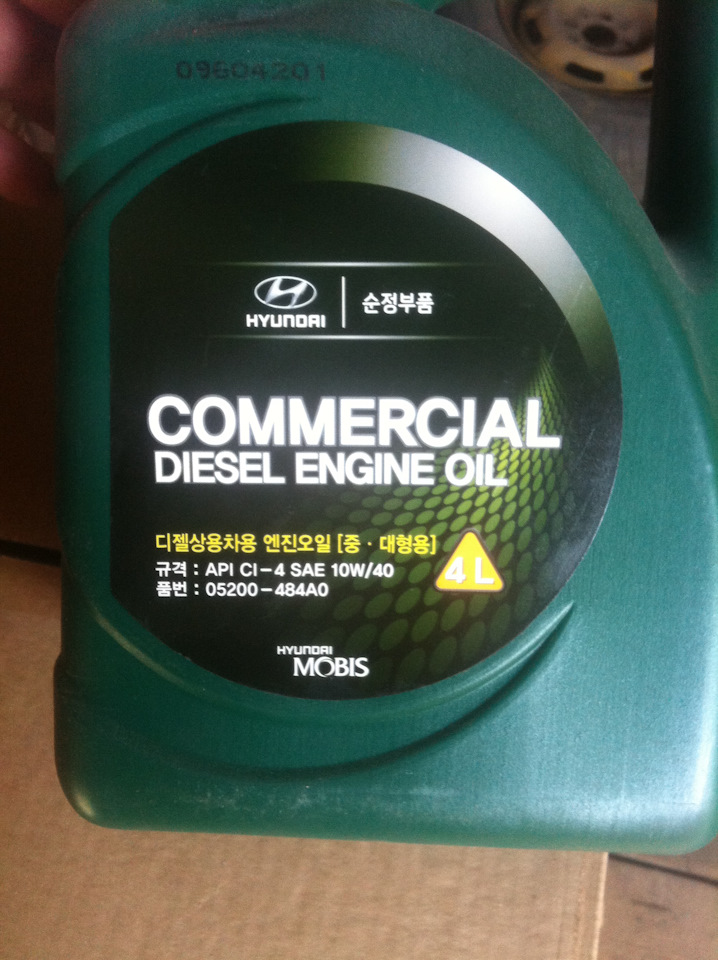 09604201
HYUNDAI 순정부품
COMMERCIAL
DIESEL ENGINE OIL
디젤상용차용 엔진오일 [중 · 대형용]
규격 : API CI-4 SAE 10W/40
품번 : 05200-484A0
4 L
HYUNDAI
MOBIS